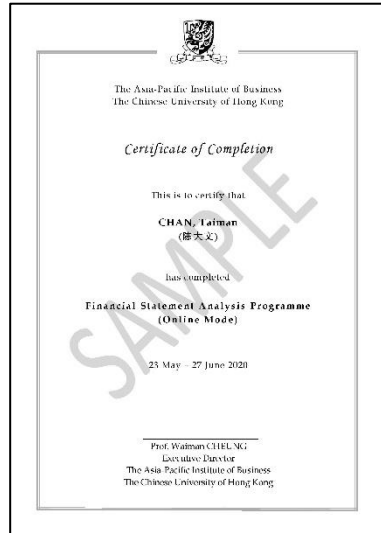 The Asia-Pacific Institute of Business
The Chinese University of Hong Kong
Certificate of Completion
This is to certify that
CHAN, Taiman
(陳大文)
has completed
Financial Statement Analysis Programme
(Online Mode)
23 May – 27 June 2020
SAMPLE
Prof. Waiman CHEUNG
Executive Director
The Asia-Pacific Institute of Business
The Chinese University of Hong Kong